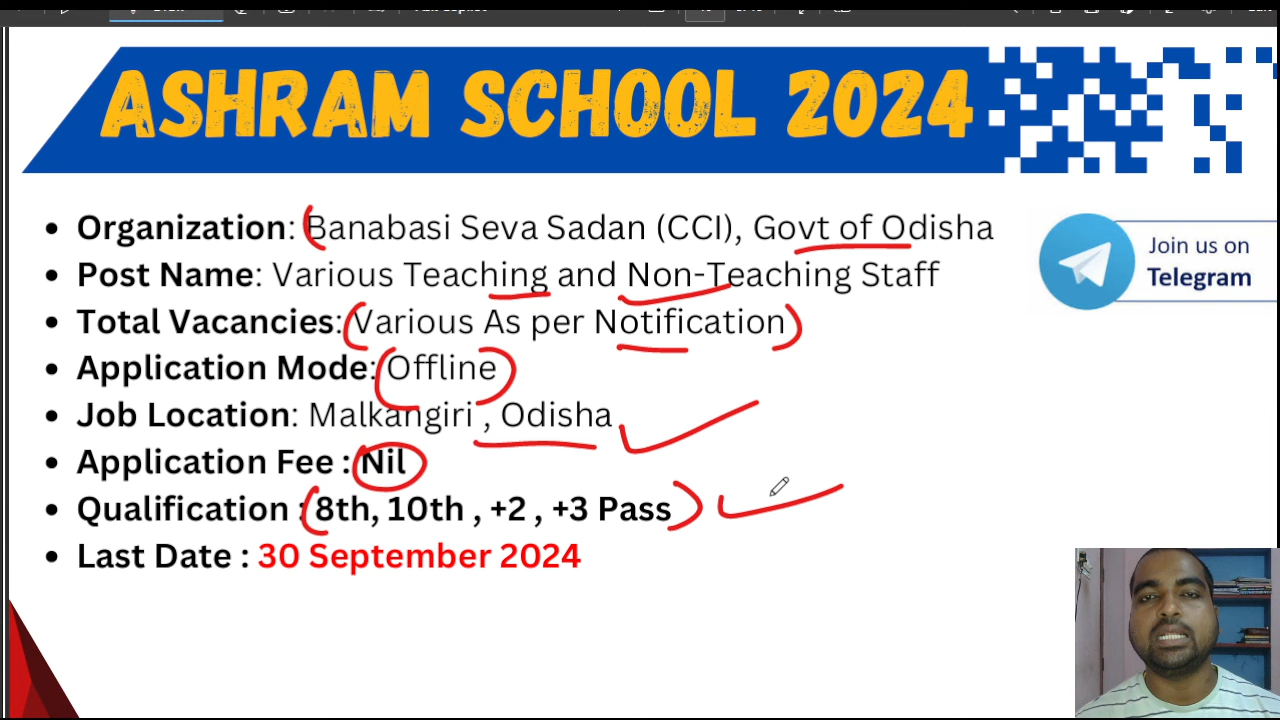 ASHRAM SCHOOL 2024
Organization: Banabasi Seva Sadan (CCI), Govt of Odisha
Post Name: Various Teaching and Non-Teaching Staff
Total Vacancies: Various As per Notification
Application Mode: Offline
Job Location: Malkangiri , Odisha
Application Fee : Nil
Qualification : 8th, 10th , +2 , +3 Pass
Last Date : 30 September 2024
Join us on
Telegram